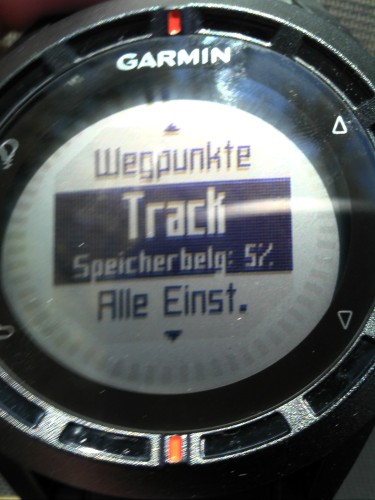 GARMIN
Wegpunkte
Track
Speicherbelg: 5%
Alle Einst.